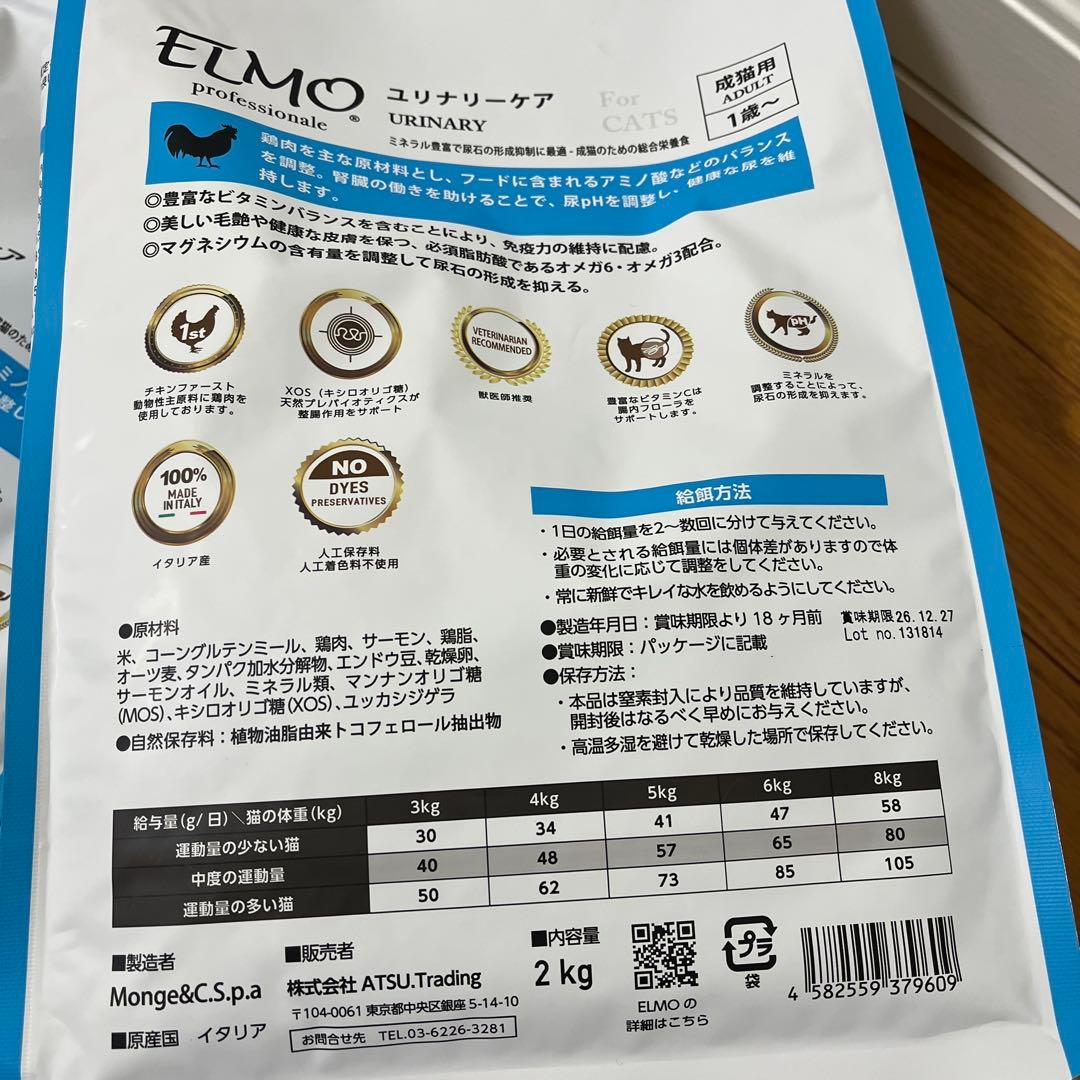 ELMO
professionale ®
ユリナリーケア
URINARY
For
CATS
成猫用
ADULT
1歳～
ミネラル豊富で尿石の形成抑制に最適 - 成猫のための総合栄養食
鶏肉を主な原材料とし、フードに含まれるアミノ酸などのバランス
を調整。腎臓の働きを助けることで、尿pHを調整し、健康な尿を維
持します。
◎豊富なビタミンバランスを含むことにより、免疫力の維持に配慮。
◎美しい毛艶や健康な皮膚を保つ、必須脂肪酸であるオメガ6・オメガ3配合。
◎マグネシウムの含有量を調整して尿石の形成を抑える。
1st
チキンファースト
動物性主原料に鶏肉を
使用しております。
XOS（キシロオリゴ糖）
天然プレバイオティクスが
整腸作用をサポート
VETERINARIAN
RECOMMENDED
獣医師推奨
豊富なビタミンCは
腸内フローラを
サポートします。
pH
ミネラルを
調整することによって、
尿石の形成を抑えます。
100%
MADE
IN ITALY
イタリア産
NO
DYES
PRESERVATIVES
人工保存料
人工着色料不使用
給餌方法
・1日の給餌量を2～数回に分けて与えてください。
・必要とされる給餌量には個体差がありますので体
重の変化に応じて調整をしてください。
・常に新鮮でキレイな水を飲めるようにしてください。
●製造年月日：賞味期限より 18 ヶ月前
賞味期限26.12.27
Lot no.131814
●賞味期限：パッケージに記載
●保存方法：
・本品は窒素封入により品質を維持していますが、
開封後はなるべく早めにお与えください。
・高温多湿を避けて乾燥した場所で保存してください。
●原材料
米、コーングルテンミール、鶏肉、サーモン、鶏脂、
オーツ麦、タンパク加水分解物、エンドウ豆、乾燥卵、
サーモンオイル、ミネラル類、マンナンオリゴ糖
(MOS)、キシロオリゴ糖(XOS)、ユッカシジゲラ
●自然保存料：植物油脂由来トコフェロール抽出物
給与量(g/日)＼猫の体重(kg) 3kg 4kg 5kg 6kg 8kg
運動量の少ない猫 30 34 41 47 58
中度の運動量 40 48 57 65 80
運動量の多い猫 50 62 73 85 105
■製造者
Monge&C.S.p.a
■原産国 イタリア
■販売者
株式会社 ATSU.Trading
〒104-0061 東京都中央区銀座 5-14-10
お問合せ先 TEL.03-6226-3281
■内容量
2 kg
ELMO の
詳細はこちら
プラ
袋
4 582559 379609